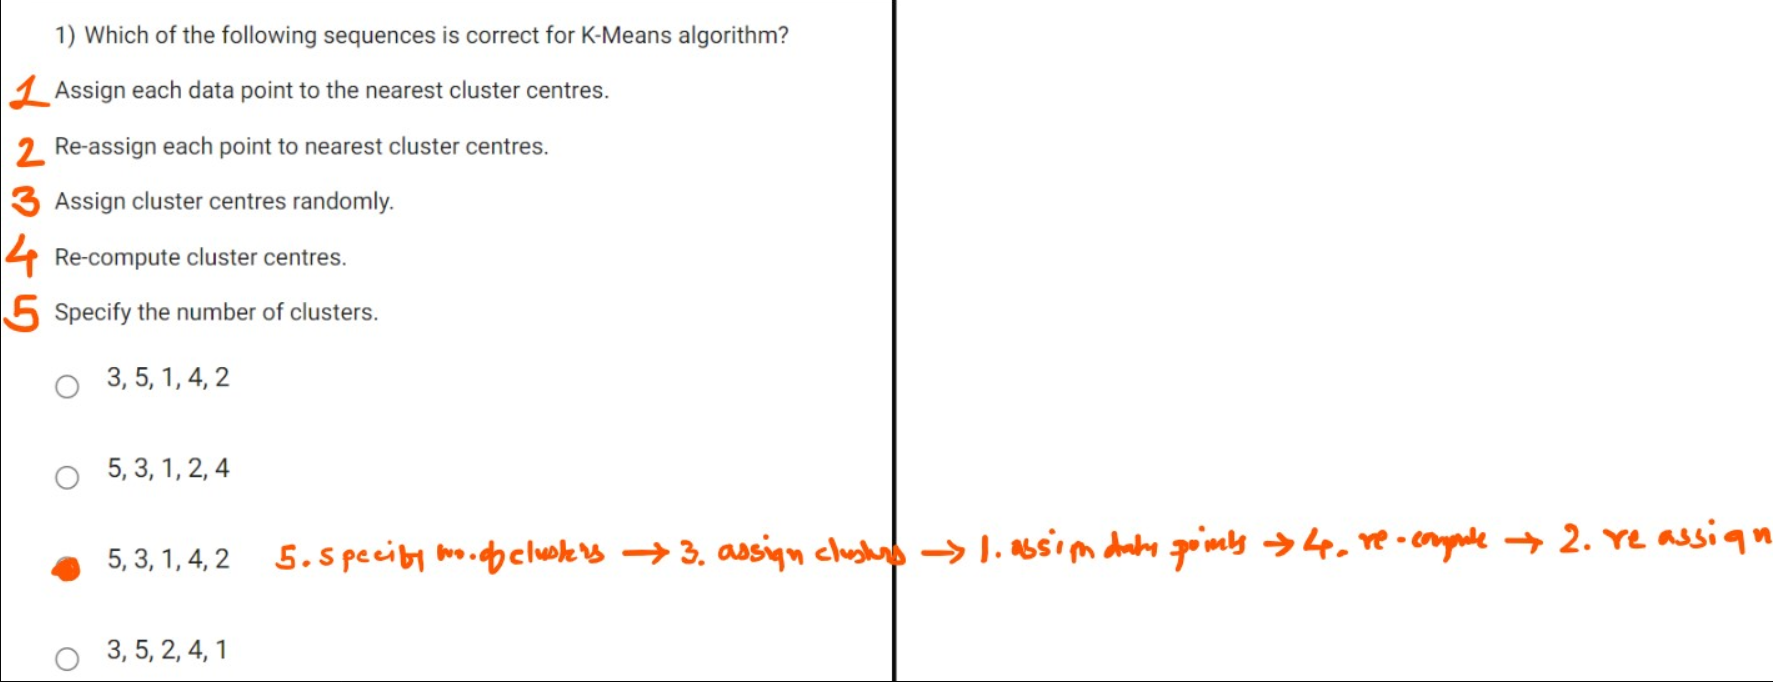 1) Which of the following sequences is correct for K-Means algorithm?
1 Assign each data point to the nearest cluster centres.
2 Re-assign each point to nearest cluster centres.
3 Assign cluster centres randomly.
4 Re-compute cluster centres.
5 Specify the number of clusters.
3, 5, 1, 4, 2
5, 3, 1, 2, 4
5, 3, 1, 4, 2 5. specify no. of clusters → 3. assign clusters → 1. assign data points → 4. re-compute → 2. re assign
3, 5, 2, 4, 1